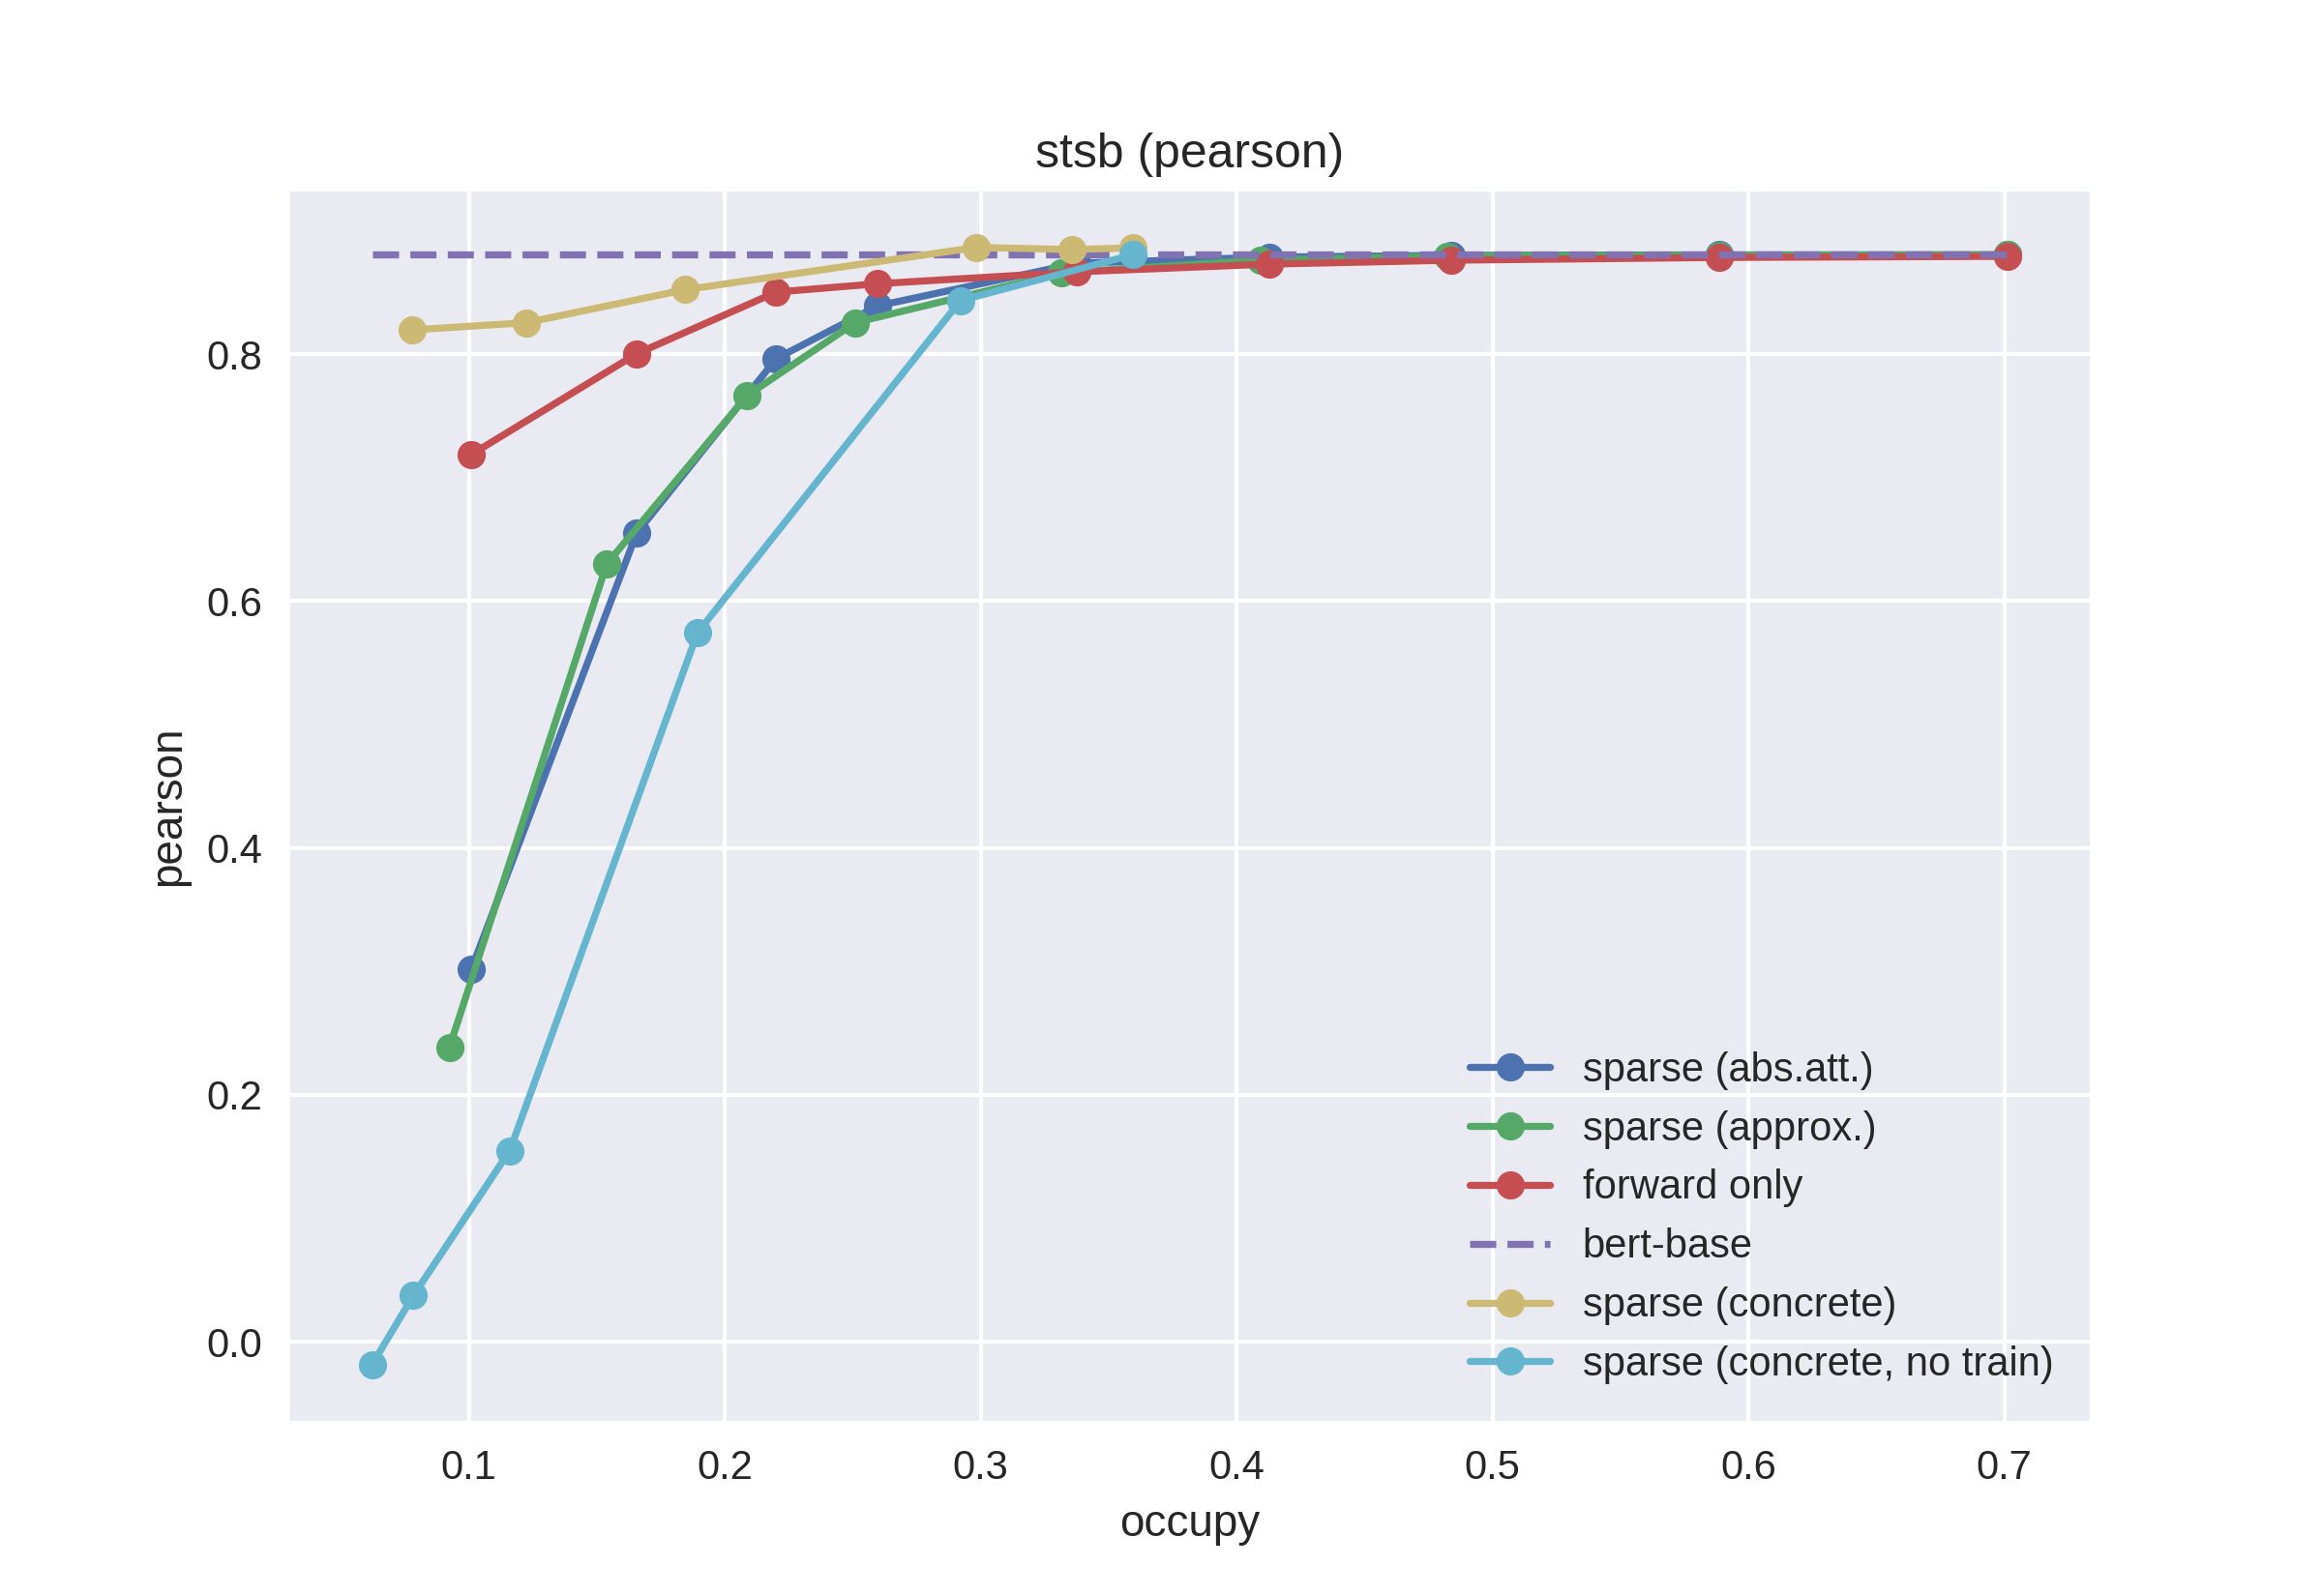 stsb (pearson)
pearson
0.8
0.6
0.4
0.2
0.0
sparse (abs.att.)
sparse (approx.)
forward only
bert-base
sparse (concrete)
sparse (concrete, no train)
0.1 0.2 0.3 0.4 0.5 0.6 0.7
occupy